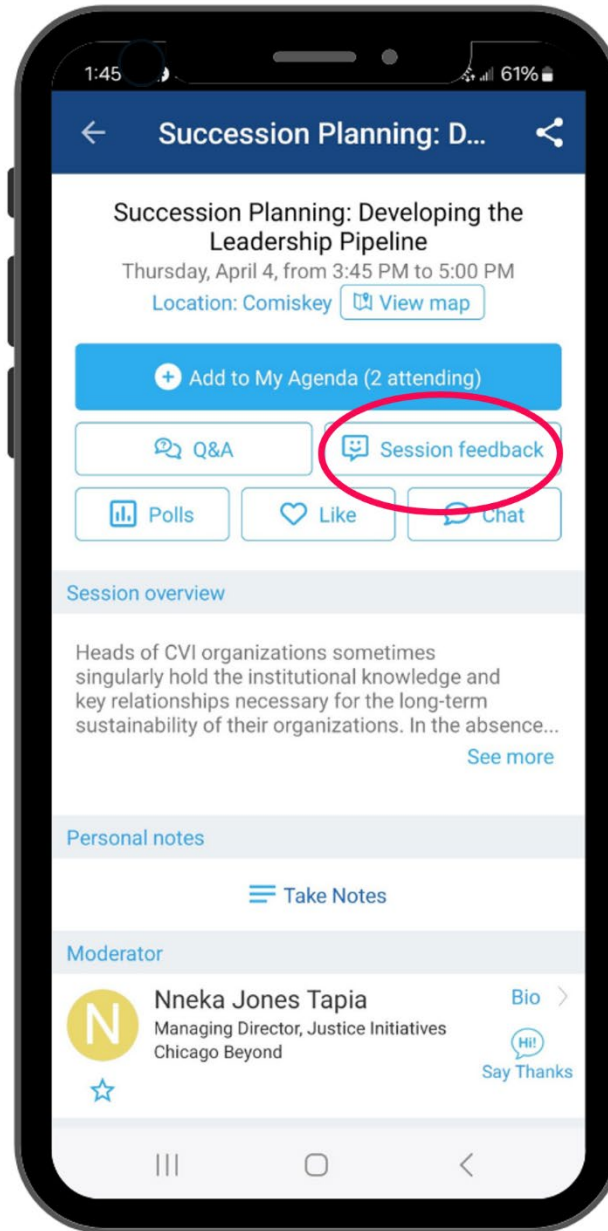 1:45 61%
Succession Planning: D...
Succession Planning: Developing the
Leadership Pipeline
Thursday, April 4, from 3:45 PM to 5:00 PM
Location: Comiskey View map
Add to My Agenda (2 attending)
Q&A Session feedback
Polls Like Chat
Session overview
Heads of CVI organizations sometimes
singularly hold the institutional knowledge and
key relationships necessary for the long-term
sustainability of their organizations. In the absence...
See more
Personal notes
Take Notes
Moderator
N Nneka Jones Tapia Bio
Managing Director, Justice Initiatives
Chicago Beyond
Hi!
Say Thanks